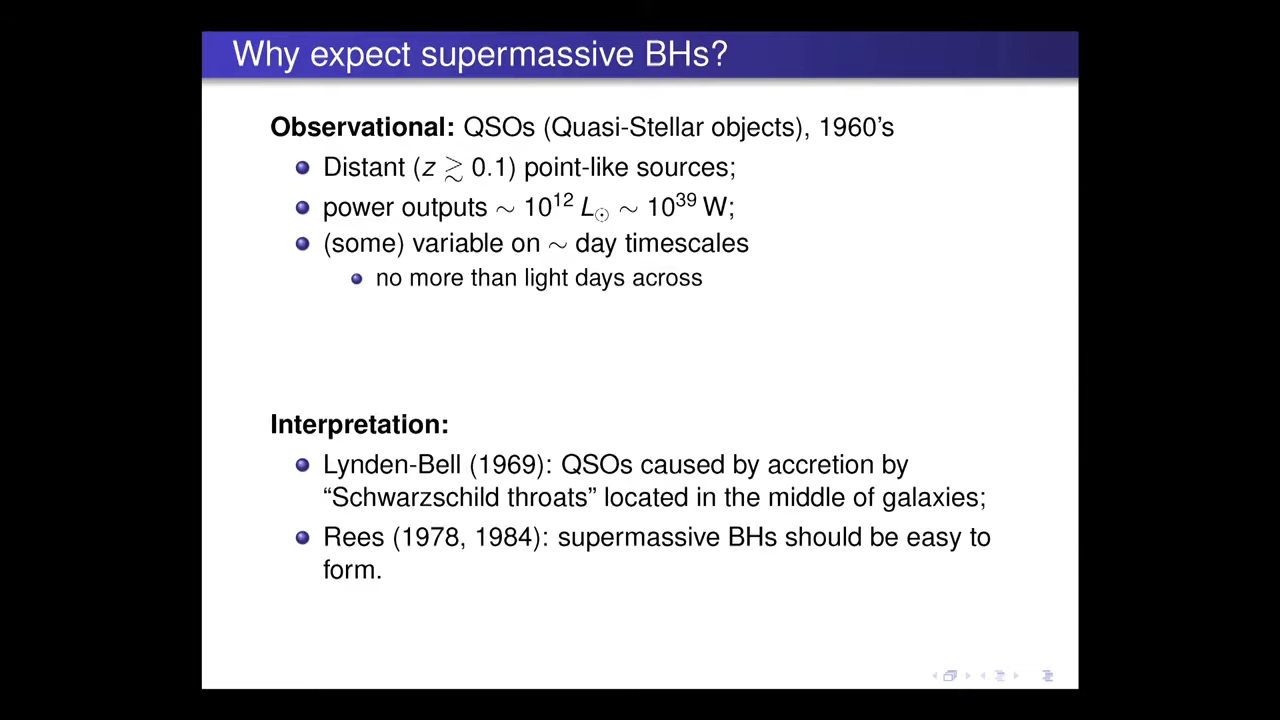 Why expect supermassive BHs?
Observational: QSOs (Quasi-Stellar objects), 1960's
Distant (z ≳ 0.1) point-like sources;
power outputs ∼ 10¹² L☉ ∼ 10³⁹ W;
(some) variable on ∼ day timescales
no more than light days across
Interpretation:
Lynden-Bell (1969): QSOs caused by accretion by
“Schwarzschild throats” located in the middle of galaxies;
Rees (1978, 1984): supermassive BHs should be easy to
form.